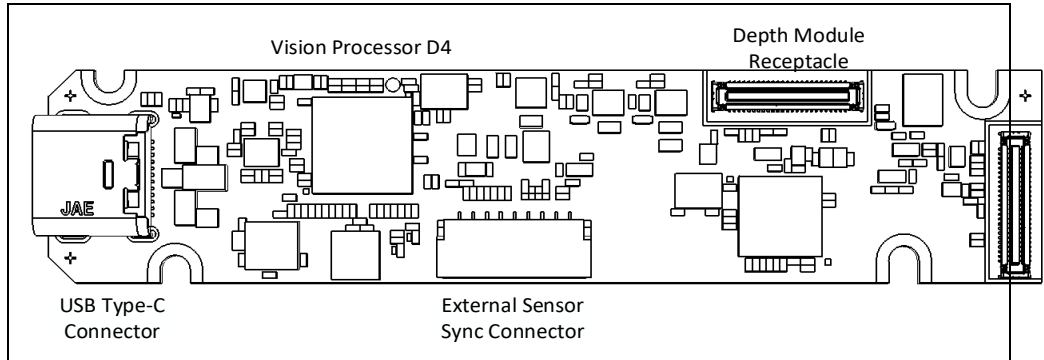 Vision Processor D4
Depth Module
Receptacle
JAE
USB Type-C
Connector
External Sensor
Sync Connector